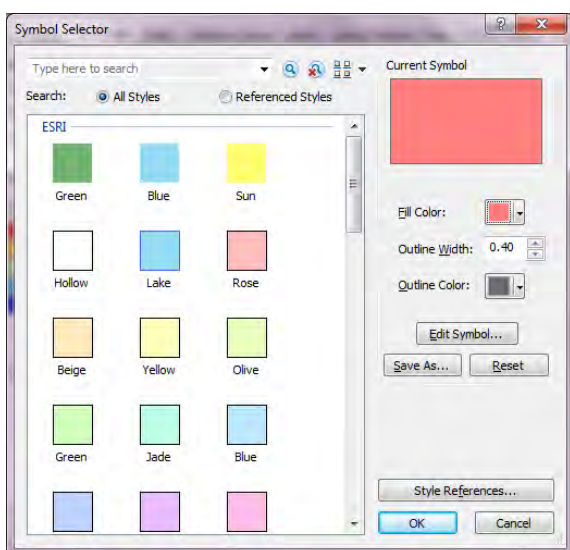 Symbol Selector
Type here to search
Search:
All Styles
Referenced Styles
ESRI
Green Blue Sun
Hollow Lake Rose
Beige Yellow Olive
Green Jade Blue
Current Symbol
Fill Color:
Outline Width: 0.40
Outline Color:
Edit Symbol...
Save As... Reset
Style References...
OK Cancel